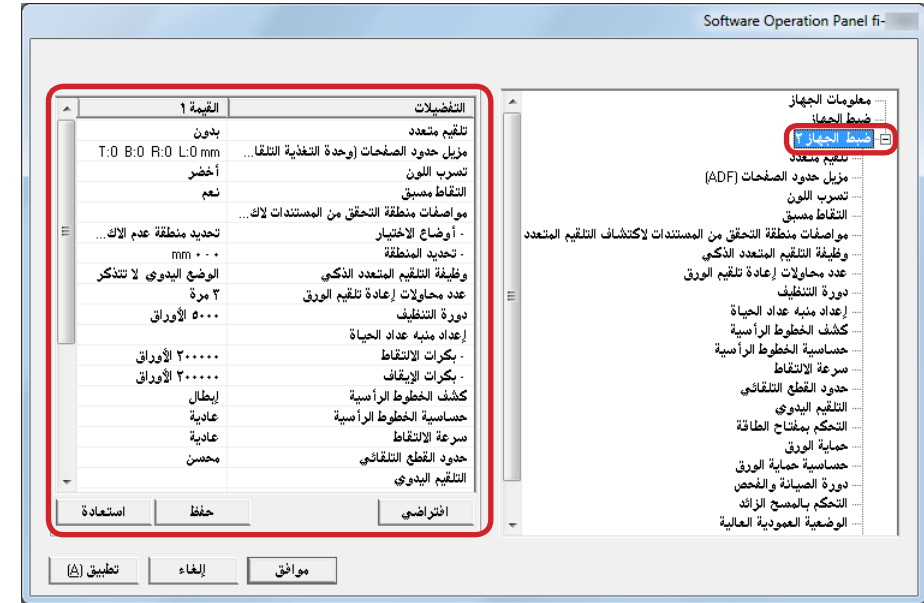 Software Operation Panel fi-
معلومات الجهاز
ضبط الجهاز
ضبط الجهاز ٢
تلقيم متعدد
مزيل حدود الصفحات (ADF)
تسرب اللون
التقاط مسبق
مواصفات منطقة التحقق من المستندات لاكتشاف التلقيم المتعدد
وظيفة التلقيم المتعدد الذكي
عدد محاولات إعادة تلقيم الورق
دورة التنظيف
إعداد منبه عداد الحياة
كشف الخطوط الرأسية
حساسية الخطوط الرأسية
سرعة الالتقاط
حدود القطع التلقائي
التلقيم اليدوي
التحكم بمفتاح الطاقة
حماية الورق
حساسية حماية الورق
دورة الصيانة والفحص
التحكم بالمسح الزائد
الوضعية العمودية العالية
التفضيلات القيمة ١
تلقيم متعدد بدون
مزيل حدود الصفحات (وحدة التغذية التلقا... T:0 B:0 R:0 L:0 mm
تسرب اللون أخضر
التقاط مسبق نعم
مواصفات منطقة التحقق من المستندات لاك...
- أوضاع الاختيار تحديد منطقة عدم الاك...
- تحديد المنطقة ٠ ٠ ٠ mm
وظيفة التلقيم المتعدد الذكي الوضع اليدوي لا تتذكر
عدد محاولات إعادة تلقيم الورق ٣ مرة
دورة التنظيف ٥٠٠٠ الأوراق
إعداد منبه عداد الحياة
- بكرات الالتقاط ٢٠٠٠٠٠ الأوراق
- بكرات الإيقاف ٢٠٠٠٠٠ الأوراق
كشف الخطوط الرأسية إبطال
حساسية الخطوط الرأسية عادية
سرعة الالتقاط عادية
حدود القطع التلقائي محسن
التلقيم اليدوي
افتراضي حفظ استعادة
موافق إلغاء تطبيق (A)